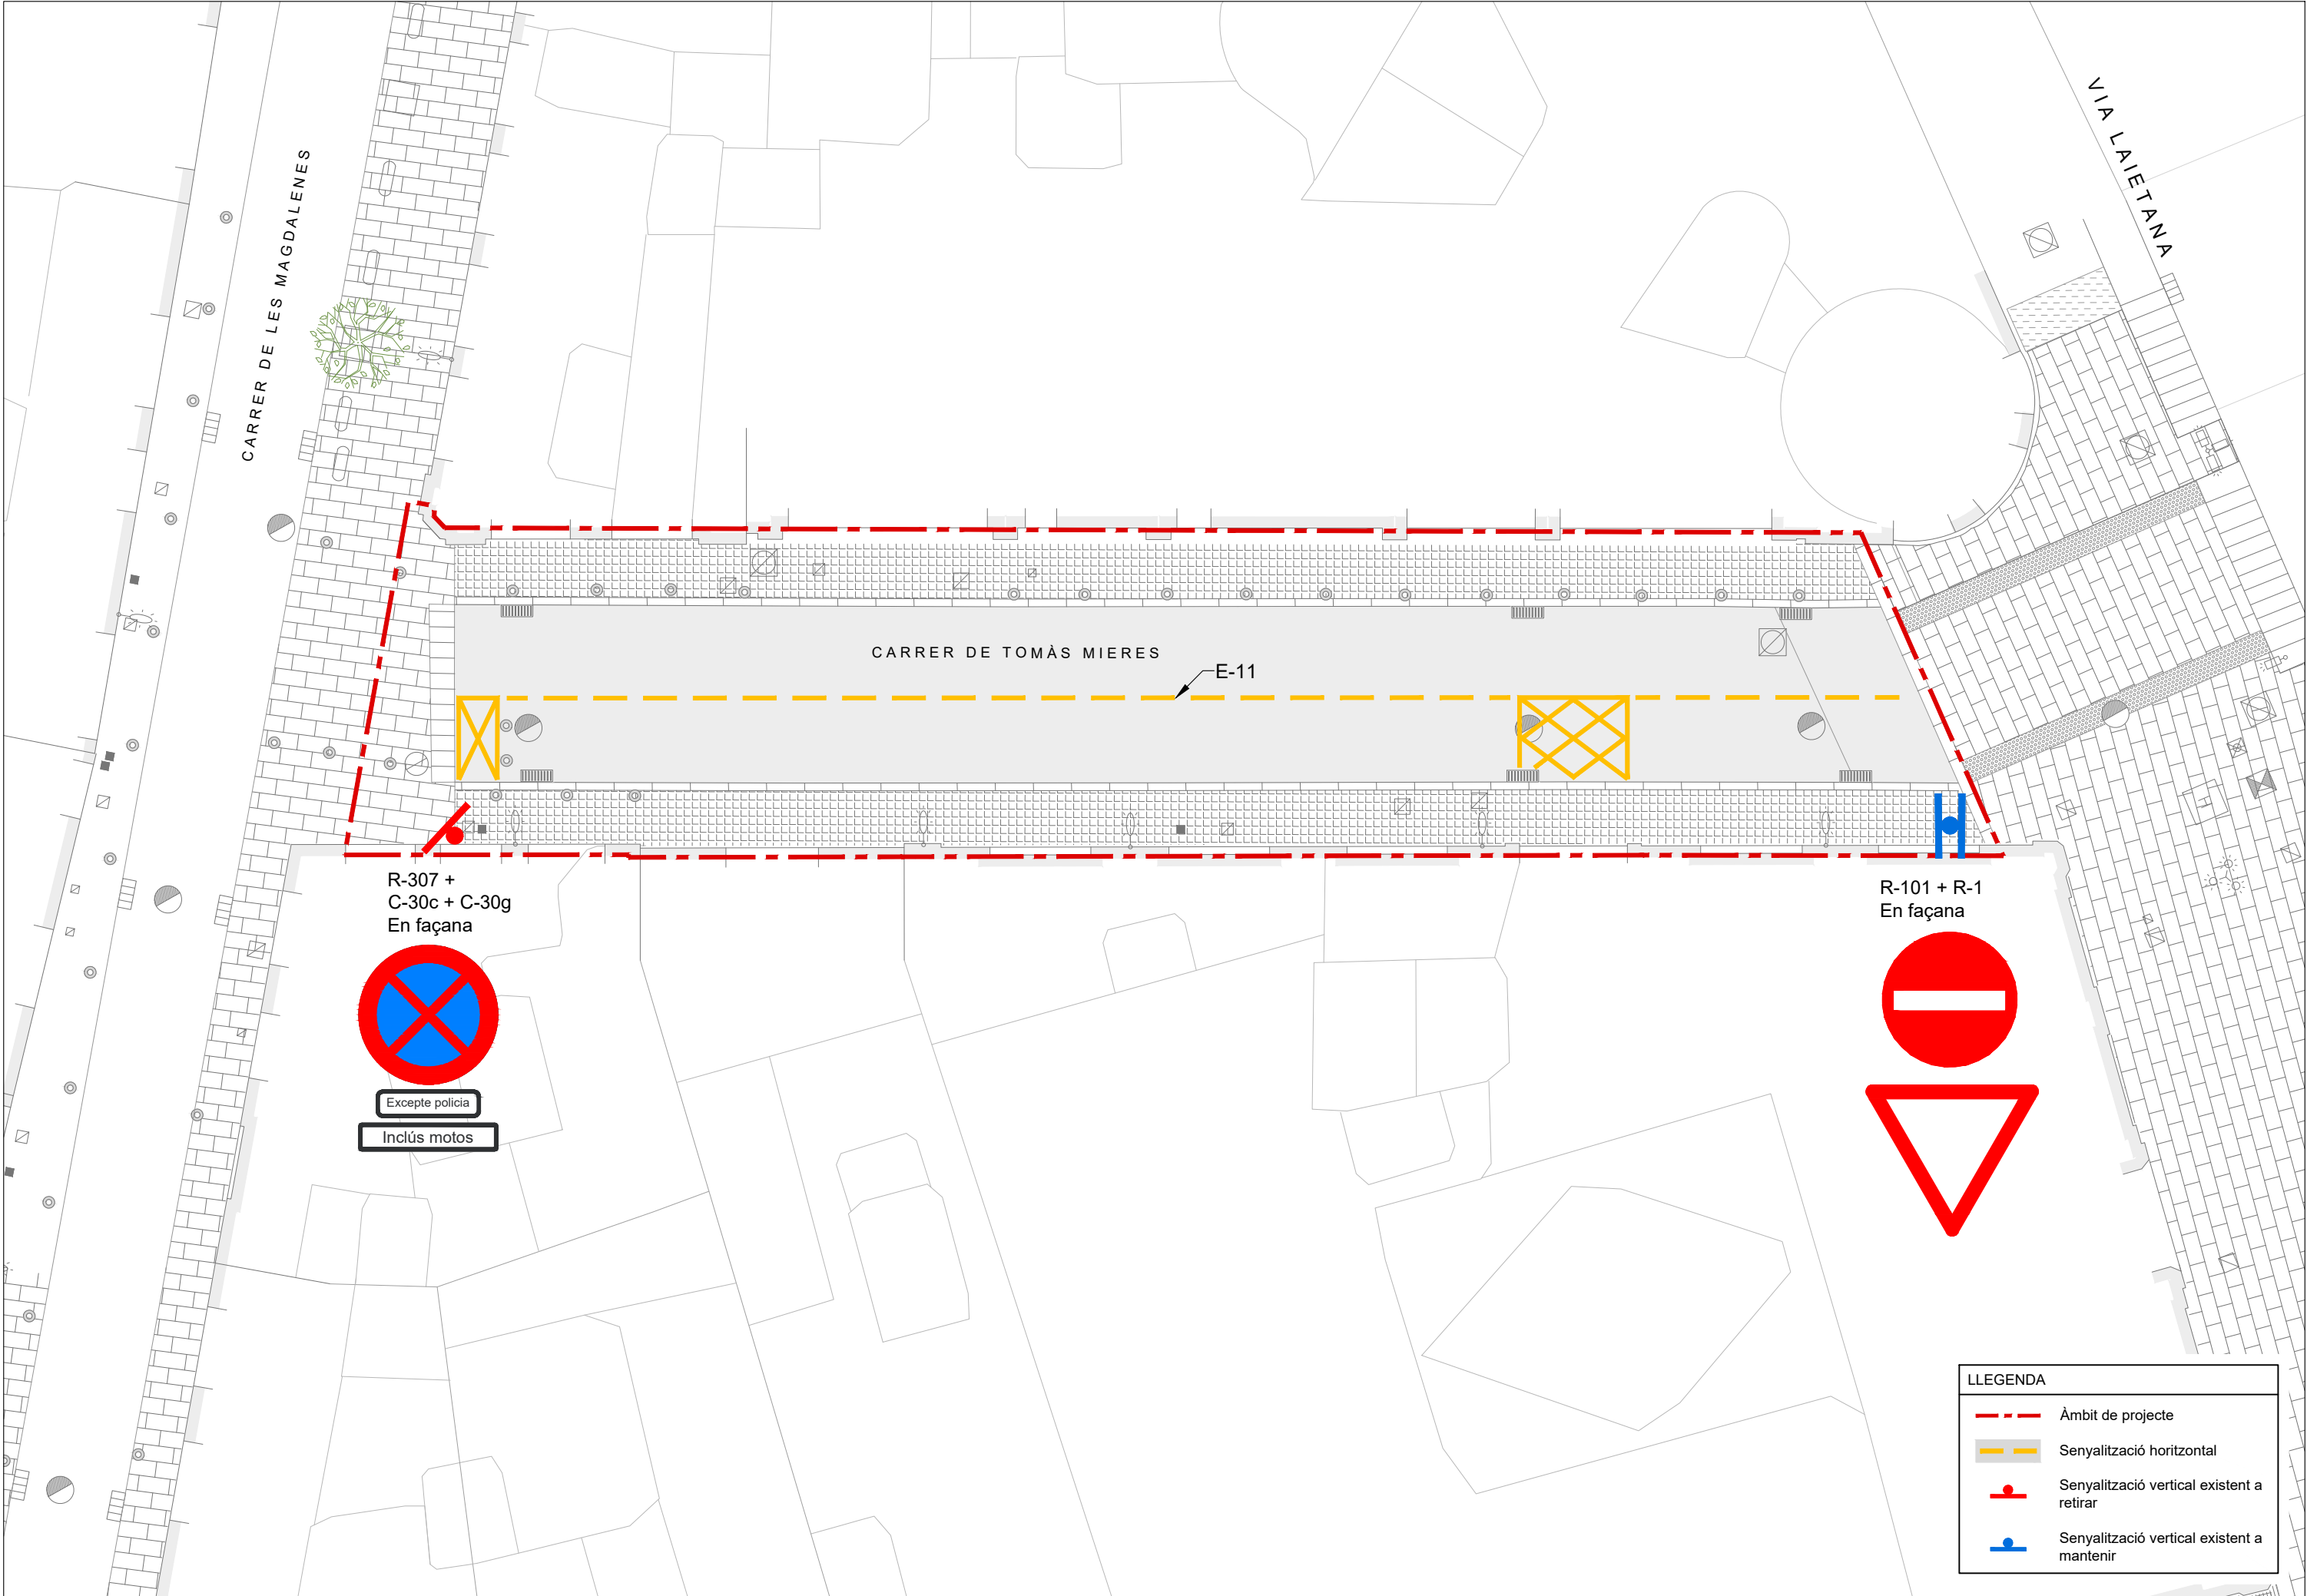 CARRER DE LES MAGDALENES
VIA LAIETANA
CARRER DE TOMÀS MIERES
E-11
R-307 +
C-30c + C-30g
En façana
Excepte policia
Inclús motos
R-101 + R-1
En façana
LLEGENDA
Àmbit de projecte
Senyalització horitzontal
Senyalització vertical existent a
retirar
Senyalització vertical existent a
mantenir